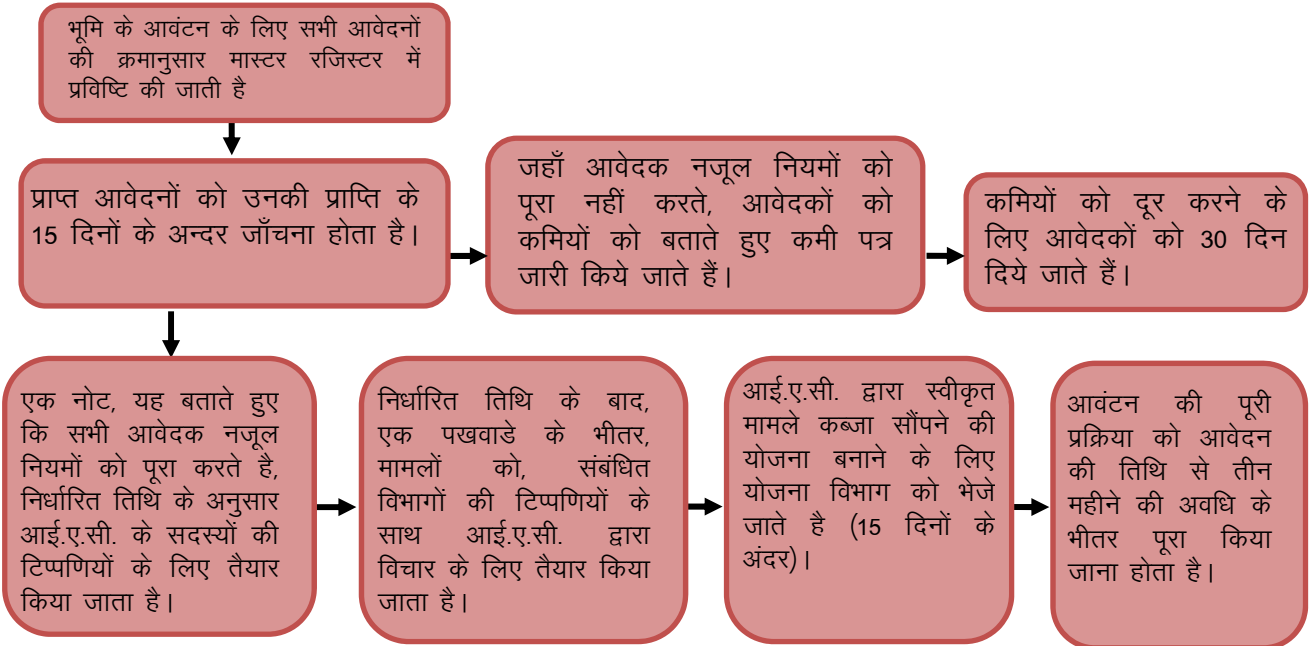 भूमि के आवंटन के लिए सभी आवेदनों
की क्रमानुसार मास्टर रजिस्टर में
प्रविष्टि की जाती है
प्राप्त आवेदनों को उनकी प्राप्ति के
15 दिनों के अन्दर जाँचना होता है।
जहाँ आवेदक नजूल नियमों को
पूरा नहीं करते, आवेदकों को
कमियों को बताते हुए कमी पत्र
जारी किये जाते हैं।
कमियों को दूर करने के
लिए आवेदकों को 30 दिन
दिये जाते हैं।
एक नोट, यह बताते हुए
कि सभी आवेदक नजूल
नियमों को पूरा करते है,
निर्धारित तिथि के अनुसार
आई.ए.सी. के सदस्यों की
टिप्पणियों के लिए तैयार
किया जाता है।
निर्धारित तिथि के बाद,
एक पखवाडे के भीतर,
मामलों को, संबंधित
विभागों की टिप्पणियों के
साथ आई.ए.सी. द्वारा
विचार के लिए तैयार किया
जाता है।
आई.ए.सी. द्वारा स्वीकृत
मामले कब्जा सौंपने की
योजना बनाने के लिए
योजना विभाग को भेजे
जाते है (15 दिनों के
अंदर)।
आवंटन की पूरी
प्रक्रिया को आवेदन
की तिथि से तीन
महीने की अवधि के
भीतर पूरा किया
जाना होता है।